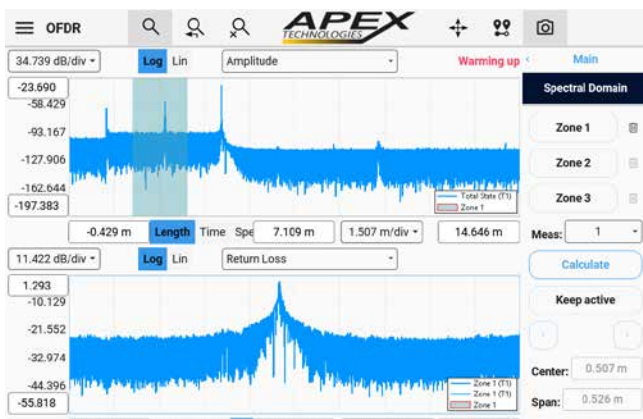 OFDR
APEX
TECHNOLOGIES
34.739 dB/div
Log Lin
Amplitude
Warming up
Main
-23.690
-58.429
-93.167
-127.906
-162.644
-197.383
Total State (T1)
Zone 1
Spectral Domain
Zone 1
Zone 2
Zone 3
-0.429 m
Length Time Spe
7.109 m
1.507 m/div
14.646 m
Meas: 1
11.422 dB/div
Log Lin
Return Loss
Calculate
Keep active
1.293
-10.129
-21.552
-32.974
-44.396
-55.818
Zone 1 (T1)
Zone 1 (T1)
Zone 1
Center: 0.507 m
Span: 0.526 m